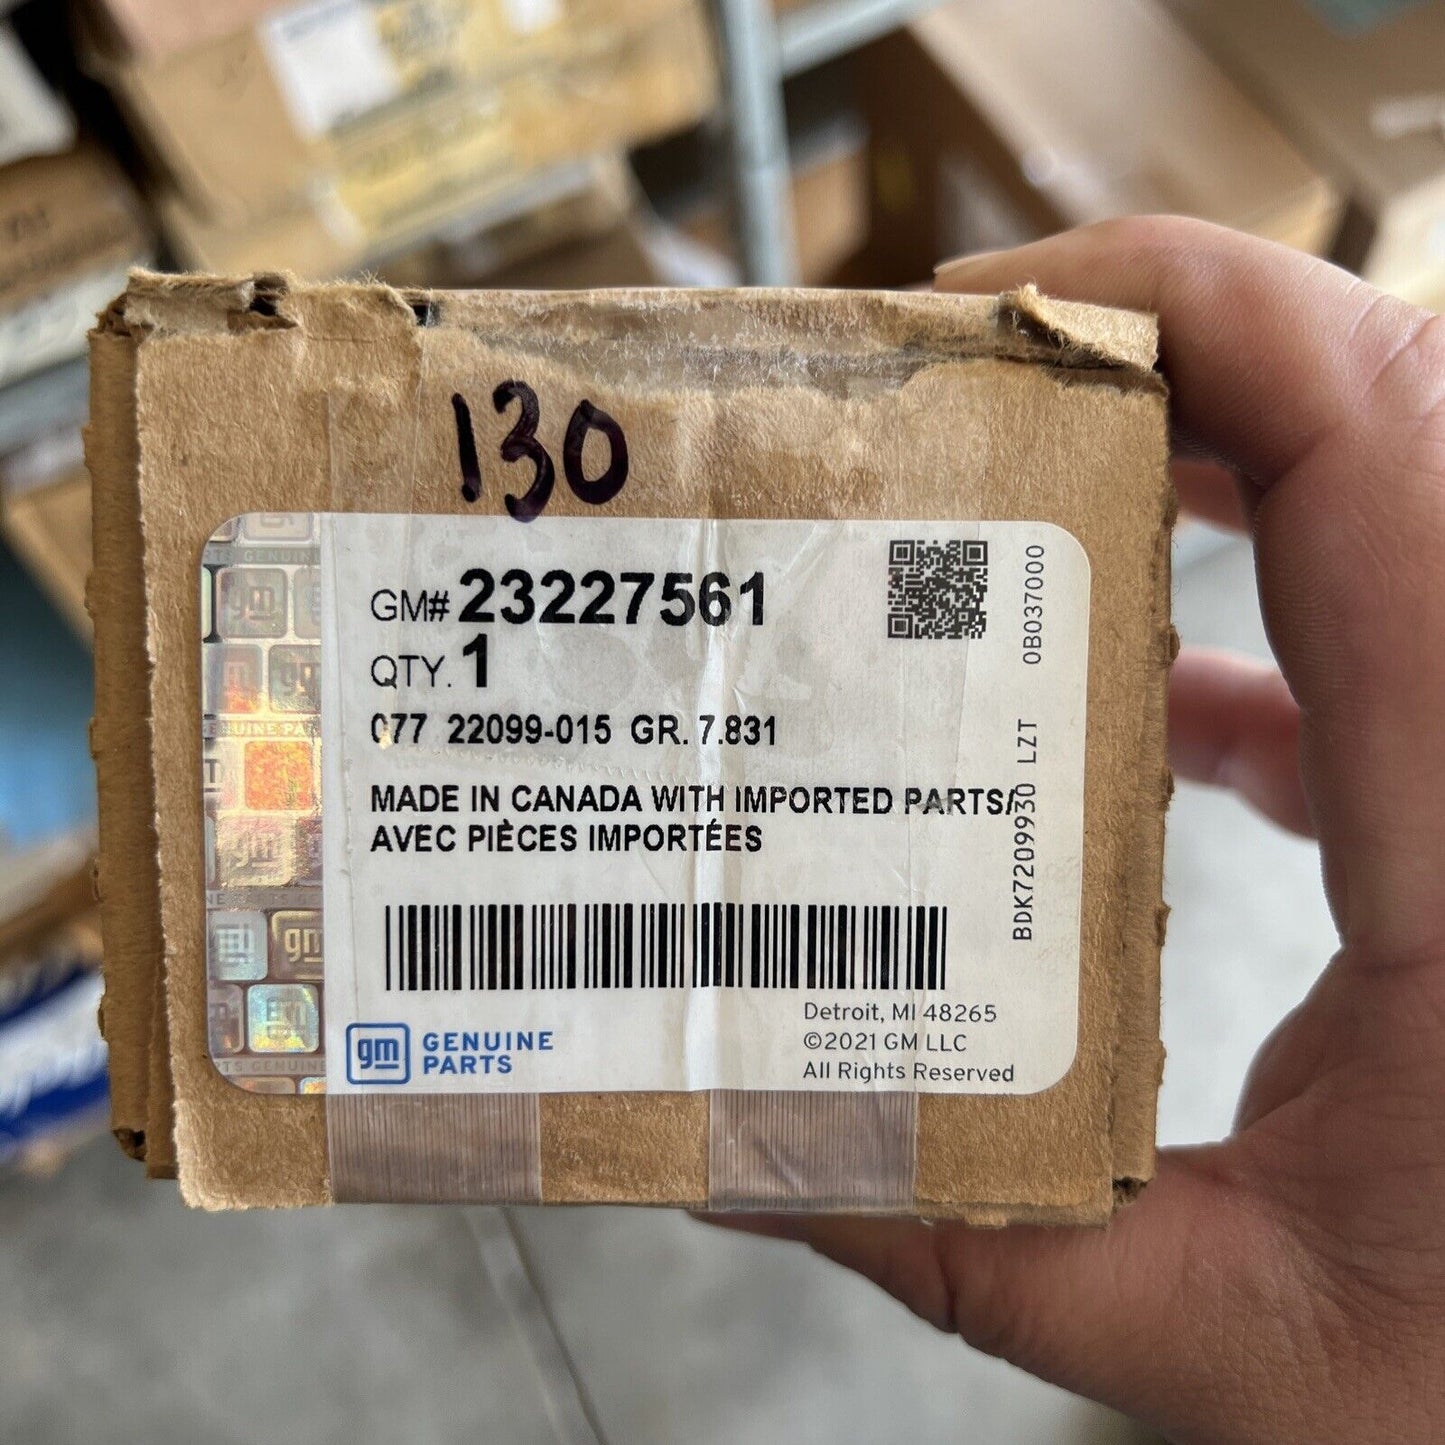 130
GM# 23227561
QTY. 1
077 22099-015 GR. 7.831
MADE IN CANADA WITH IMPORTED PARTS/
AVEC PIÈCES IMPORTÉES
BDK7209930 LZT 0B037000
gm GENUINE
PARTS
Detroit, MI 48265
©2021 GM LLC
All Rights Reserved